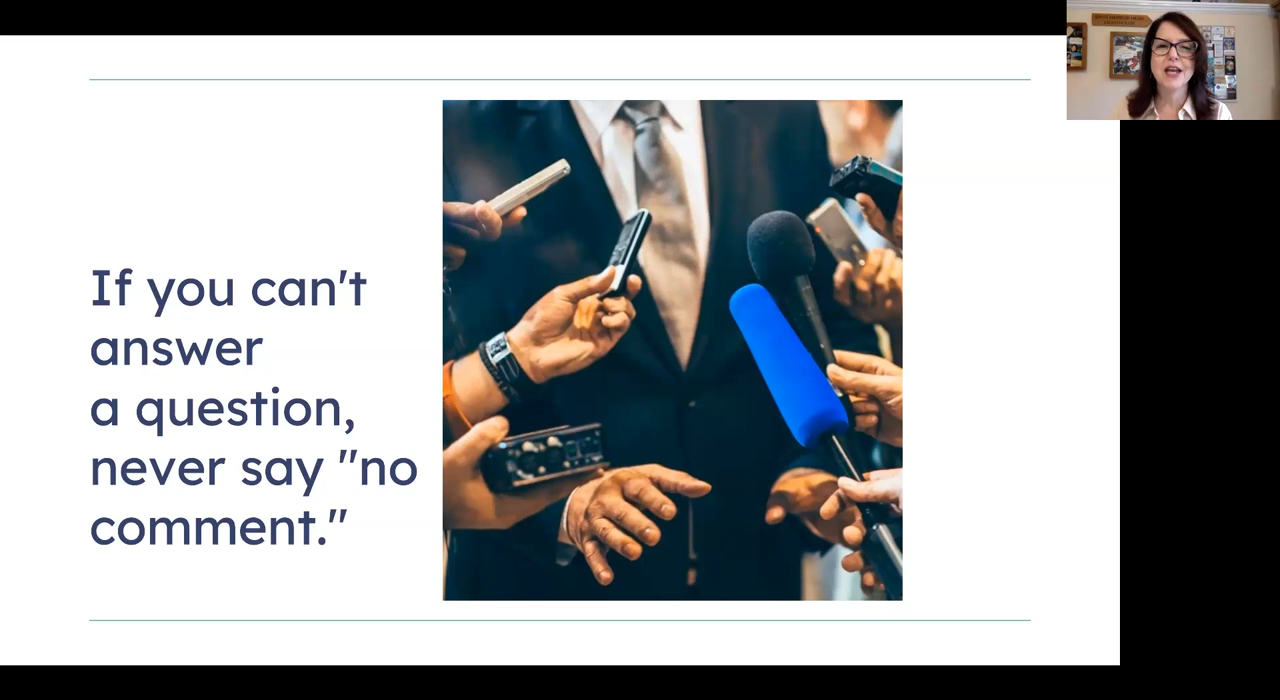 If you can't
answer
a question,
never say "no
comment."